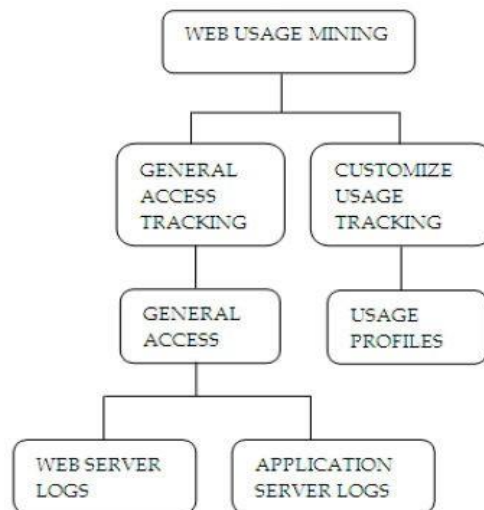 WEB USAGE MINING
GENERAL
ACCESS
TRACKING
CUSTOMIZE
USAGE
TRACKING
GENERAL
ACCESS
USAGE
PROFILES
WEB SERVER
LOGS
APPLICATION
SERVER LOGS